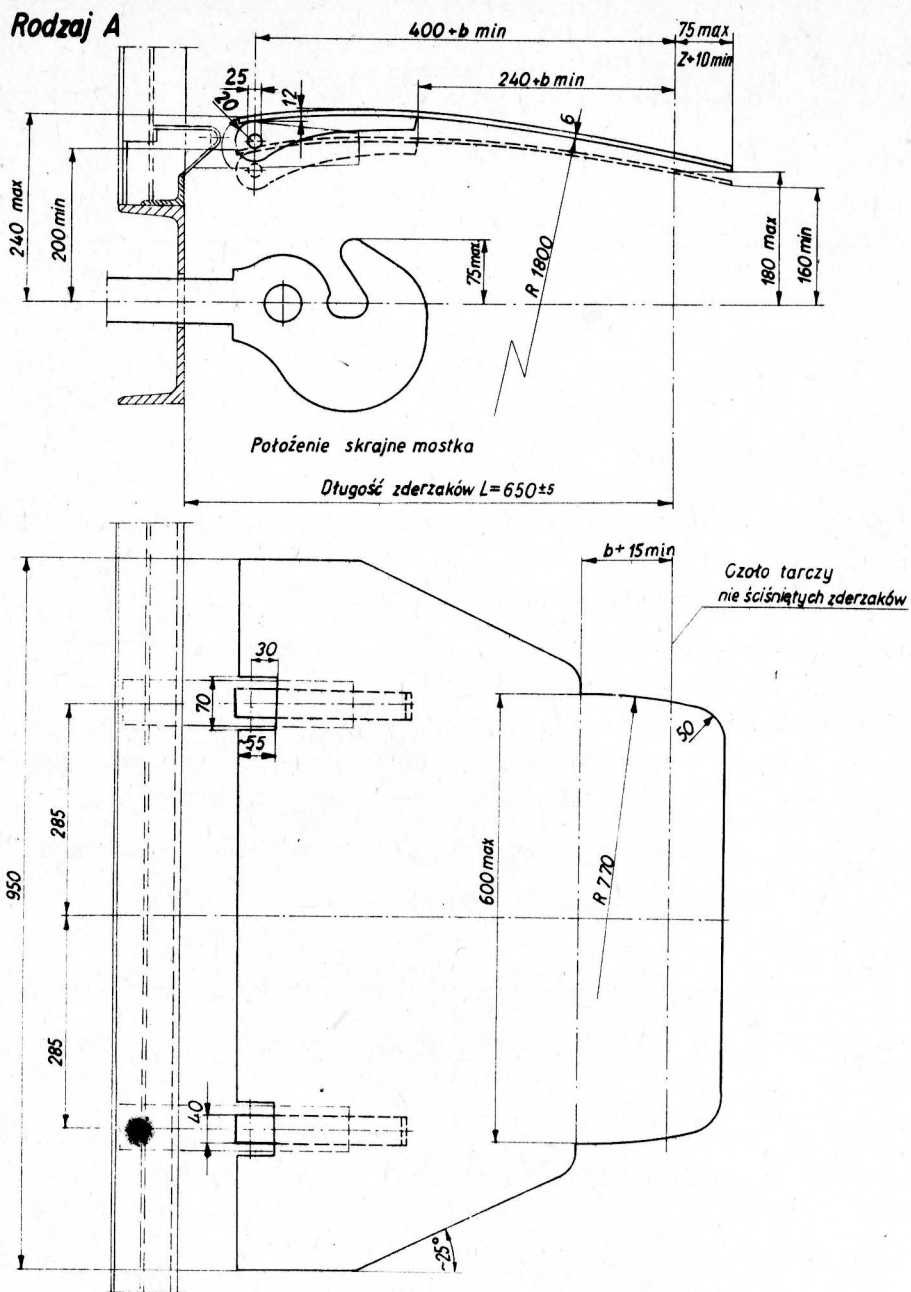 Rodzaj A
400+b min
75 max
Z+10min
25
240+b min
20
12
6
240 max
200 min
75 max
R 1800
180 max
160 min
Położenie skrajne mostka
Długość zderzaków L=650±5
b+15 min
Czoło tarczy
nie ściśniętych zderzaków
30
70
55
50
285
950
600 max
R 770
285
40
~25°